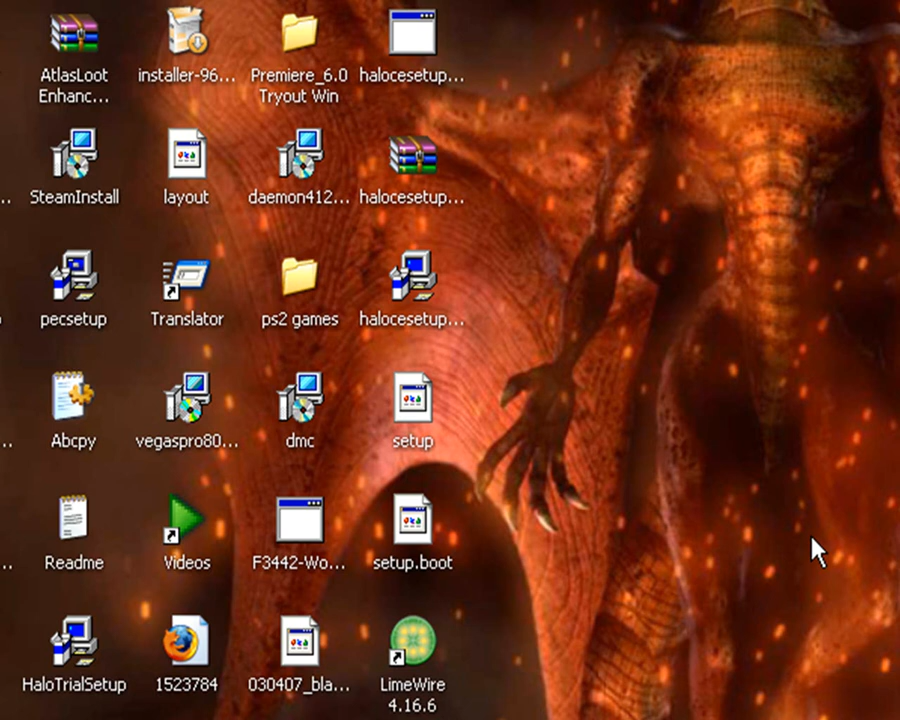 AtlasLoot
Enhanc...
installer-96...
Premiere_6.0
Tryout Win
halocesetup...
SteamInstall
layout
daemon412...
halocesetup...
pecsetup
Translator
ps2 games
halocesetup...
Abcpy
vegaspro80...
dmc
setup
Readme
Videos
F3442-Wo...
setup.boot
HaloTrialSetup
1523784
030407_bla...
LimeWire
4.16.6